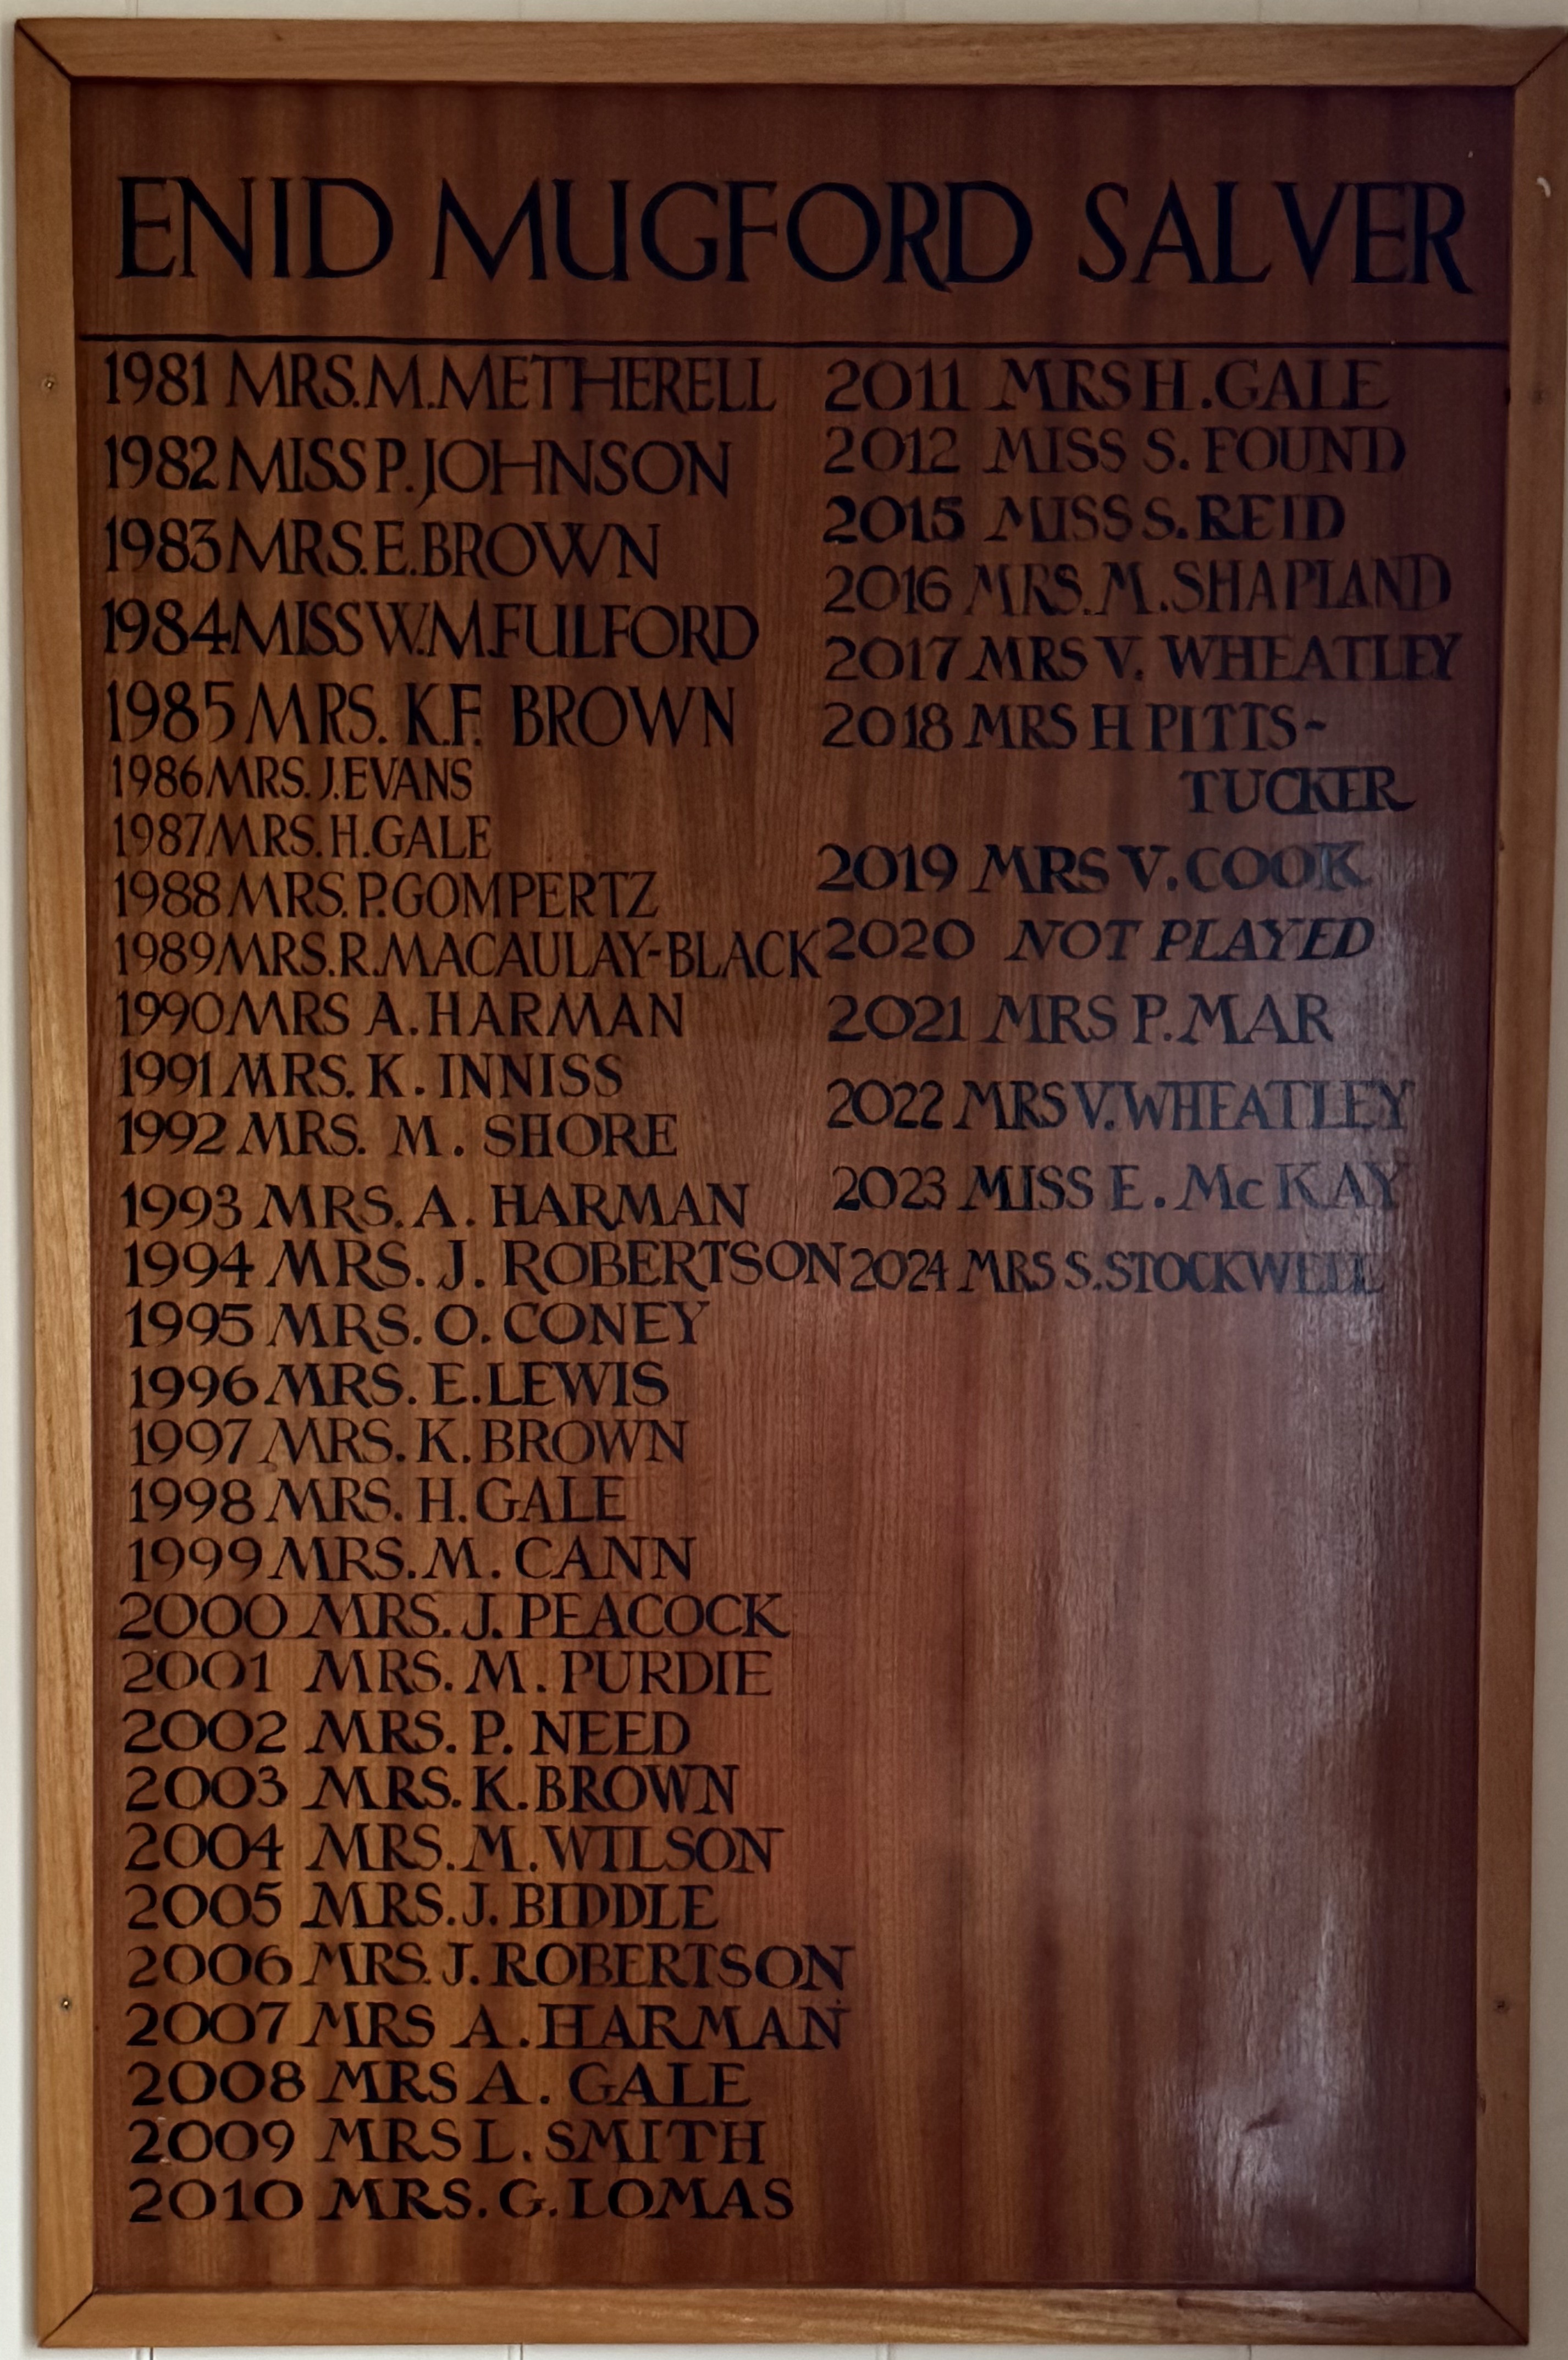 ENID MUGFORD SALVER
1981 MRS.M.METHERELL
1982 MISS P. JOHNSON
1983 MRS.E.BROWN
1984 MISS W.M.FULFORD
1985 MRS. K.F. BROWN
1986 MRS. J.EVANS
1987 MRS. H.GALE
1988 MRS. P.GOMPERTZ
1989 MRS.R.MACAULAY-BLACK
1990 MRS A. HARMAN
1991 MRS. K. INNISS
1992 MRS. M. SHORE
1993 MRS. A. HARMAN
1994 MRS. J. ROBERTSON
1995 MRS. O. CONEY
1996 MRS. E.LEWIS
1997 MRS. K. BROWN
1998 MRS. H. GALE
1999 MRS. M. CANN
2000 MRS. J. PEACOCK
2001 MRS. M. PURDIE
2002 MRS. P. NEED
2003 MRS. K.BROWN
2004 MRS. M. WILSON
2005 MRS. J. BIDDLE
2006 MRS. J. ROBERTSON
2007 MRS A. HARMAN
2008 MRS A. GALE
2009 MRS L. SMITH
2010 MRS. G. LOMAS
2011 MRS H. GALE
2012 MISS S. FOUND
2015 MISS S. REID
2016 MRS. M. SHAPLAND
2017 MRS V. WHEATLEY
2018 MRS H PITTS-
TUCKER
2019 MRS V. COOK
2020 NOT PLAYED
2021 MRS P. MAR
2022 MRS V. WHEATLEY
2023 MISS E. McKAY
2024 MRS S. STOCKWELL